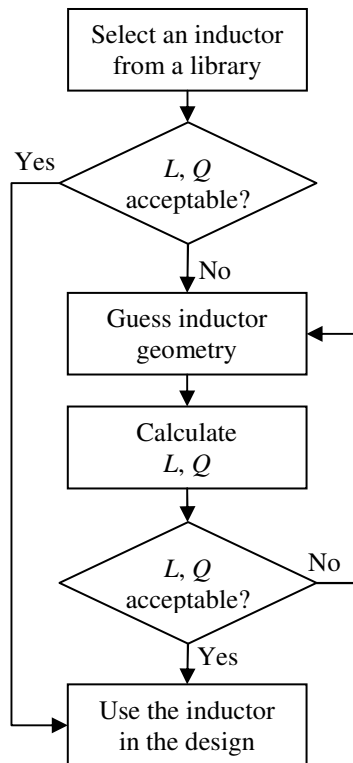 Select an inductor
from a library
Yes
L, Q
acceptable?
No
Guess inductor
geometry
Calculate
L, Q
L, Q
acceptable?
No
Yes
Use the inductor
in the design